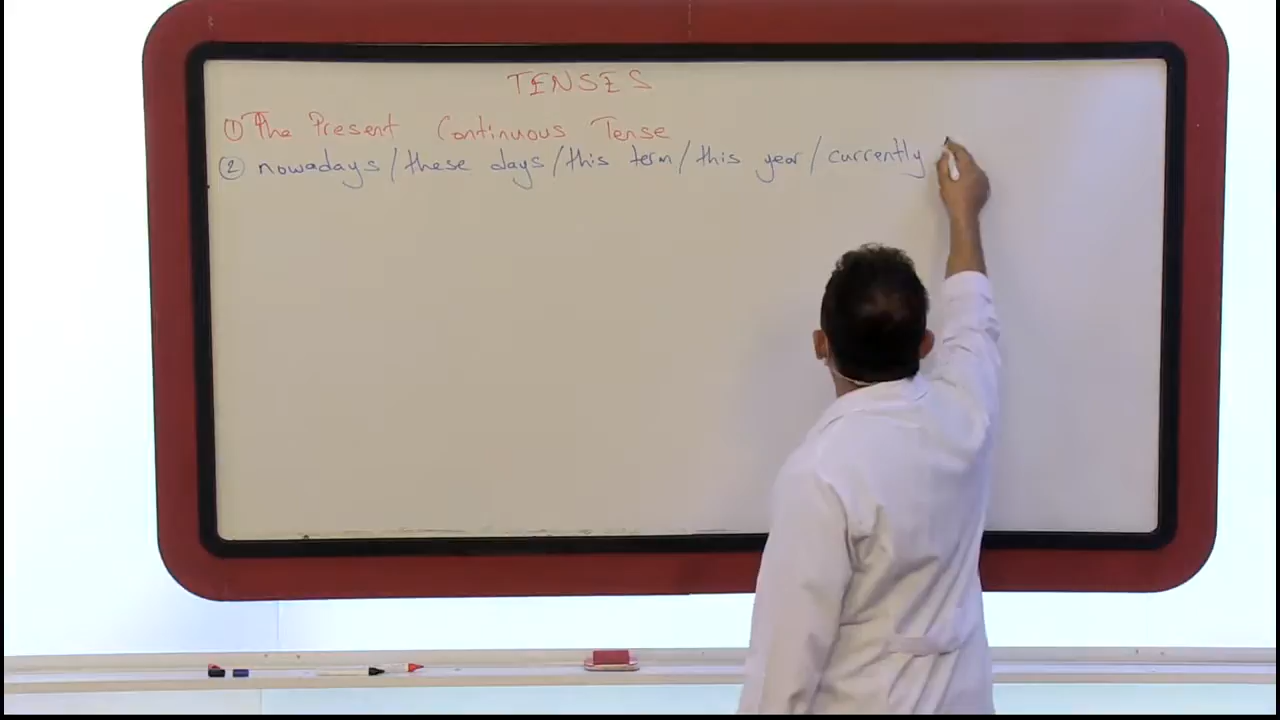 TENSES
① The Present Continuous Tense
② nowadays / these days / this term / this year / currently